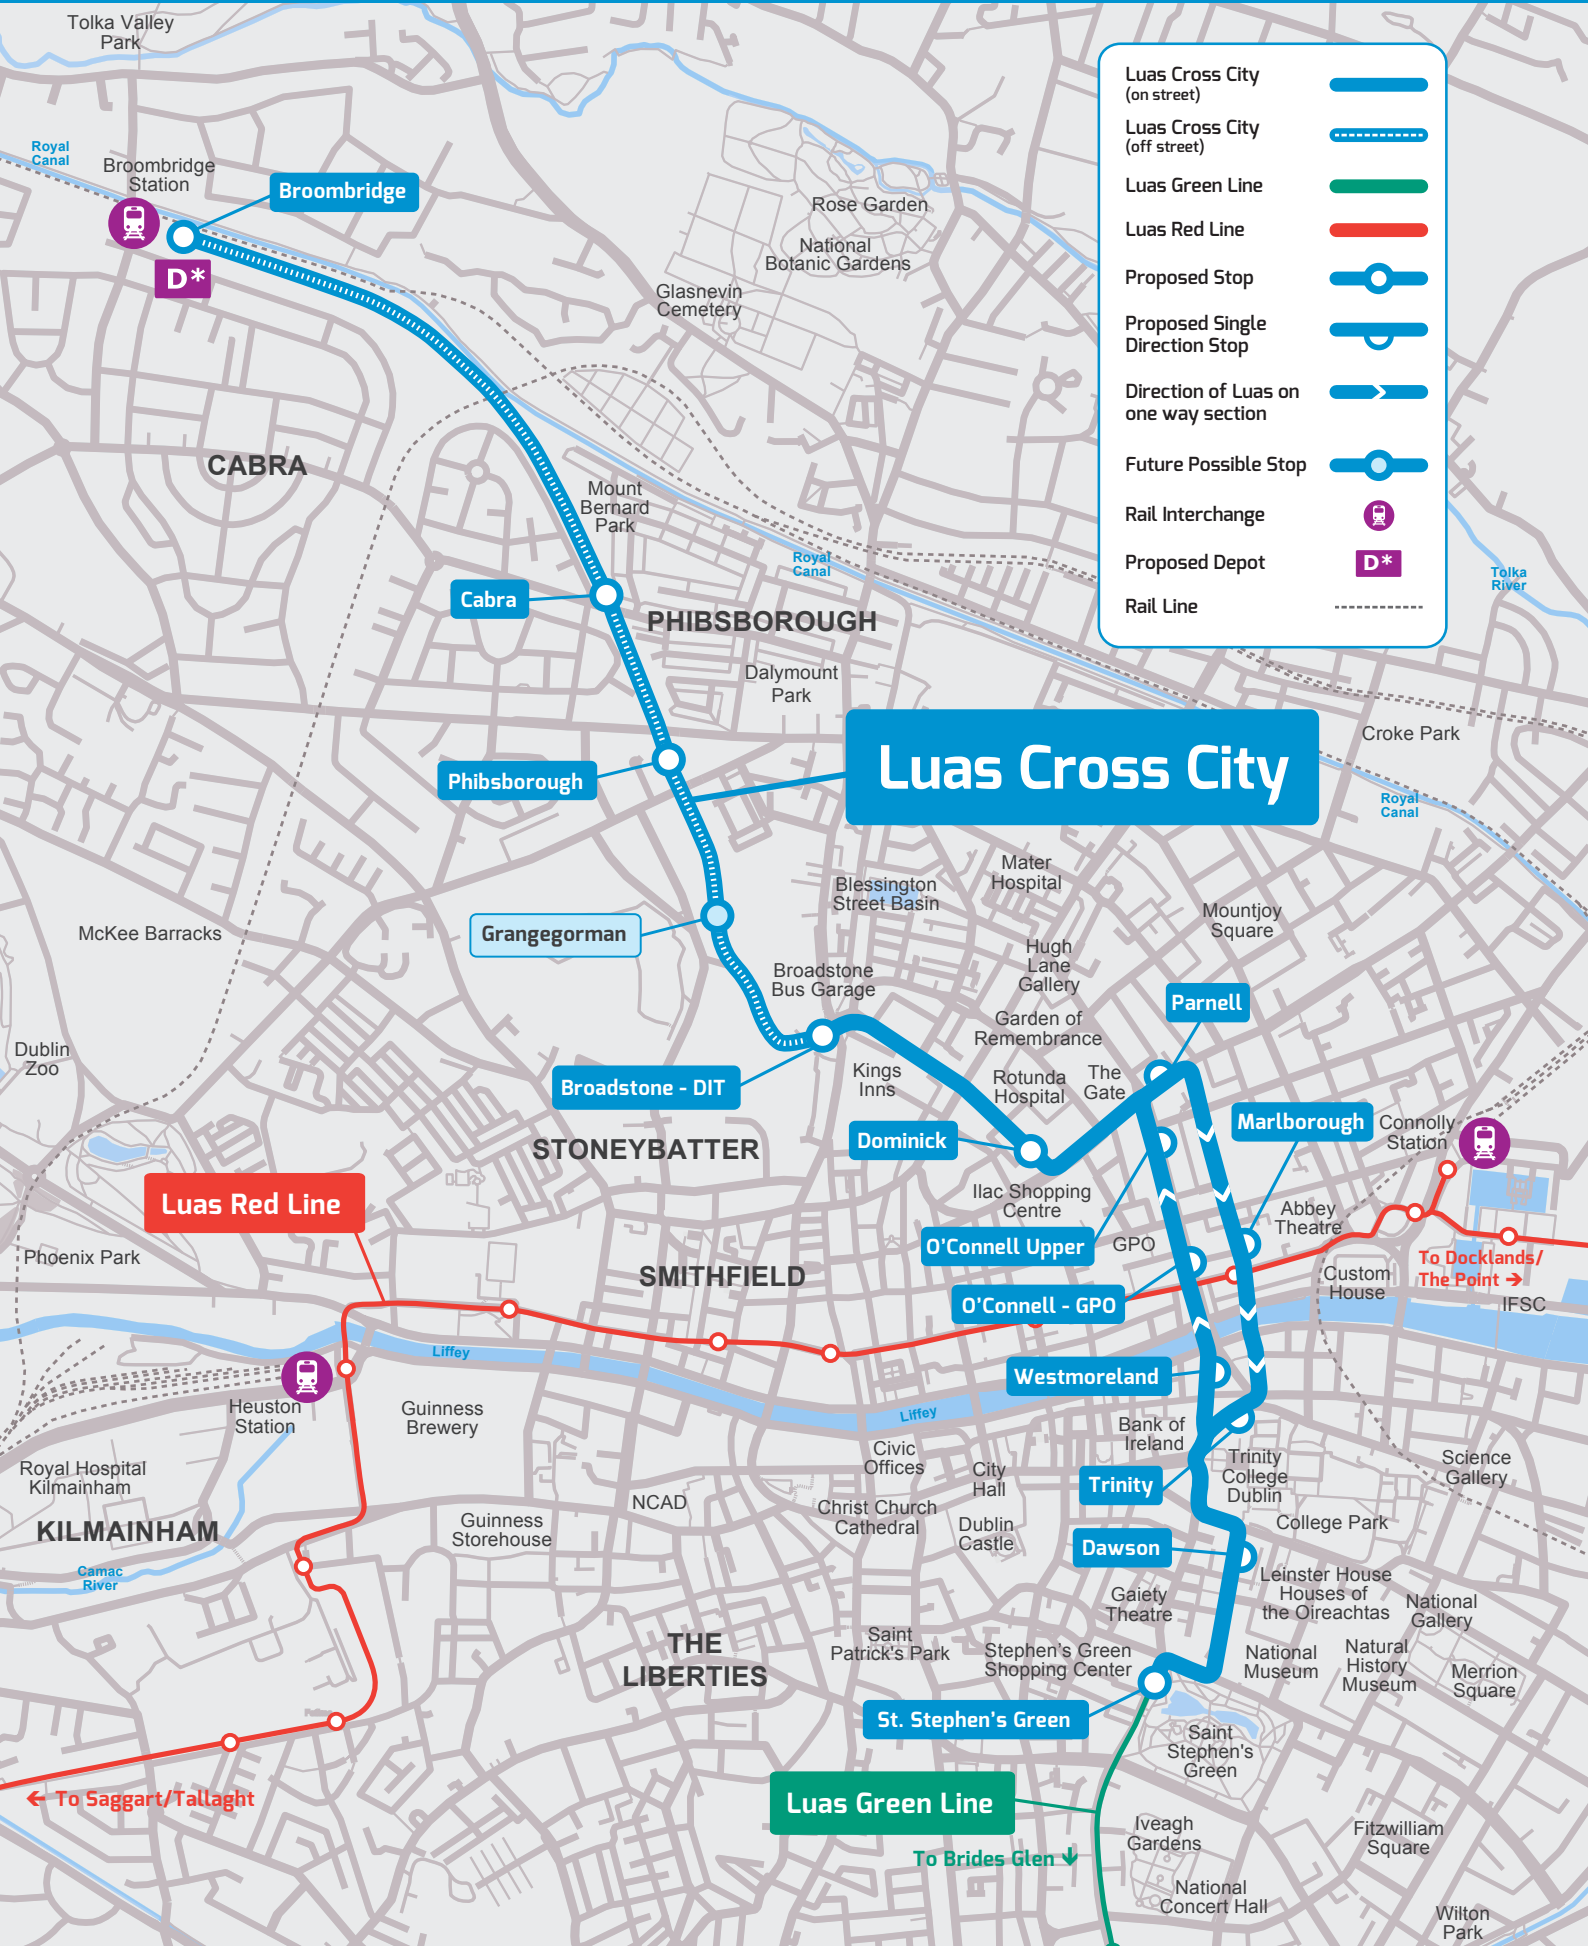 Tolka Valley
Park
Royal
Canal
Broombridge
Station
Broombridge
D*
Rose Garden
National
Botanic Gardens
Glasnevin
Cemetery
Luas Cross City
(on street)
Luas Cross City
(off street)
Luas Green Line
Luas Red Line
Proposed Stop
Proposed Single
Direction Stop
Direction of Luas on
one way section
Future Possible Stop
Rail Interchange
Proposed Depot
D*
Rail Line
CABRA
Mount
Bernard
Park
Royal
Canal
Tolka
River
Cabra
PHIBSBOROUGH
Dalymount
Park
Croke Park
Luas Cross City
Phibsborough
Royal
Canal
Mater
Hospital
Blessington
Street Basin
Mountjoy
Square
McKee Barracks
Grangegorman
Hugh
Lane
Gallery
Broadstone
Bus Garage
Parnell
Garden of
Remembrance
Dublin
Zoo
Kings
Inns
Rotunda
Hospital
The
Gate
Broadstone - DIT
Marlborough
Connolly
Station
Dominick
STONEYBATTER
Ilac Shopping
Centre
Abbey
Theatre
Luas Red Line
O'Connell Upper
GPO
Phoenix Park
To Docklands/
The Point →
SMITHFIELD
Custom
House
IFSC
O'Connell - GPO
Liffey
Westmoreland
Heuston
Station
Guinness
Brewery
Liffey
Bank of
Ireland
Civic
Offices
City
Hall
Trinity
College
Dublin
Science
Gallery
Royal Hospital
Kilmainham
Trinity
NCAD
Christ Church
Cathedral
KILMAINHAM
Guinness
Storehouse
Dublin
Castle
College Park
Dawson
Camac
River
Leinster House
Houses of
the Oireachtas
Gaiety
Theatre
National
Gallery
THE
LIBERTIES
Saint
Patrick's Park
Stephen's Green
Shopping Center
National
Museum
Natural
History
Museum
Merrion
Square
St. Stephen's Green
Saint
Stephen's
Green
← To Saggart/Tallaght
Luas Green Line
Iveagh
Gardens
Fitzwilliam
Square
To Brides Glen ↓
National
Concert Hall
Wilton
Park